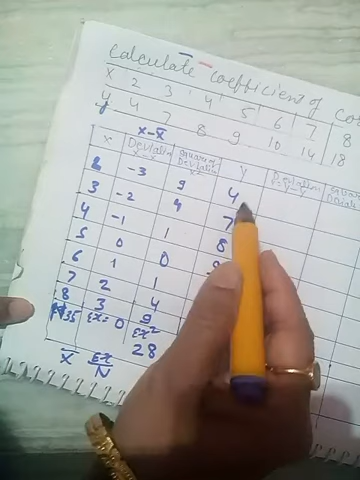 Calculate coefficient of
X 2 3 4 5 6 7 8
Y 4 7 8 9 10 14 18
x-x̄
X Deviation Square of Deviation Y Deviation Square
2 -3 9 4
3 -2 4 7
4 -1 1 8
5 0 0
6 1 1
7 2 4
8 3 9
35 Σx=0 Σx²
X̄ Σx/N 28